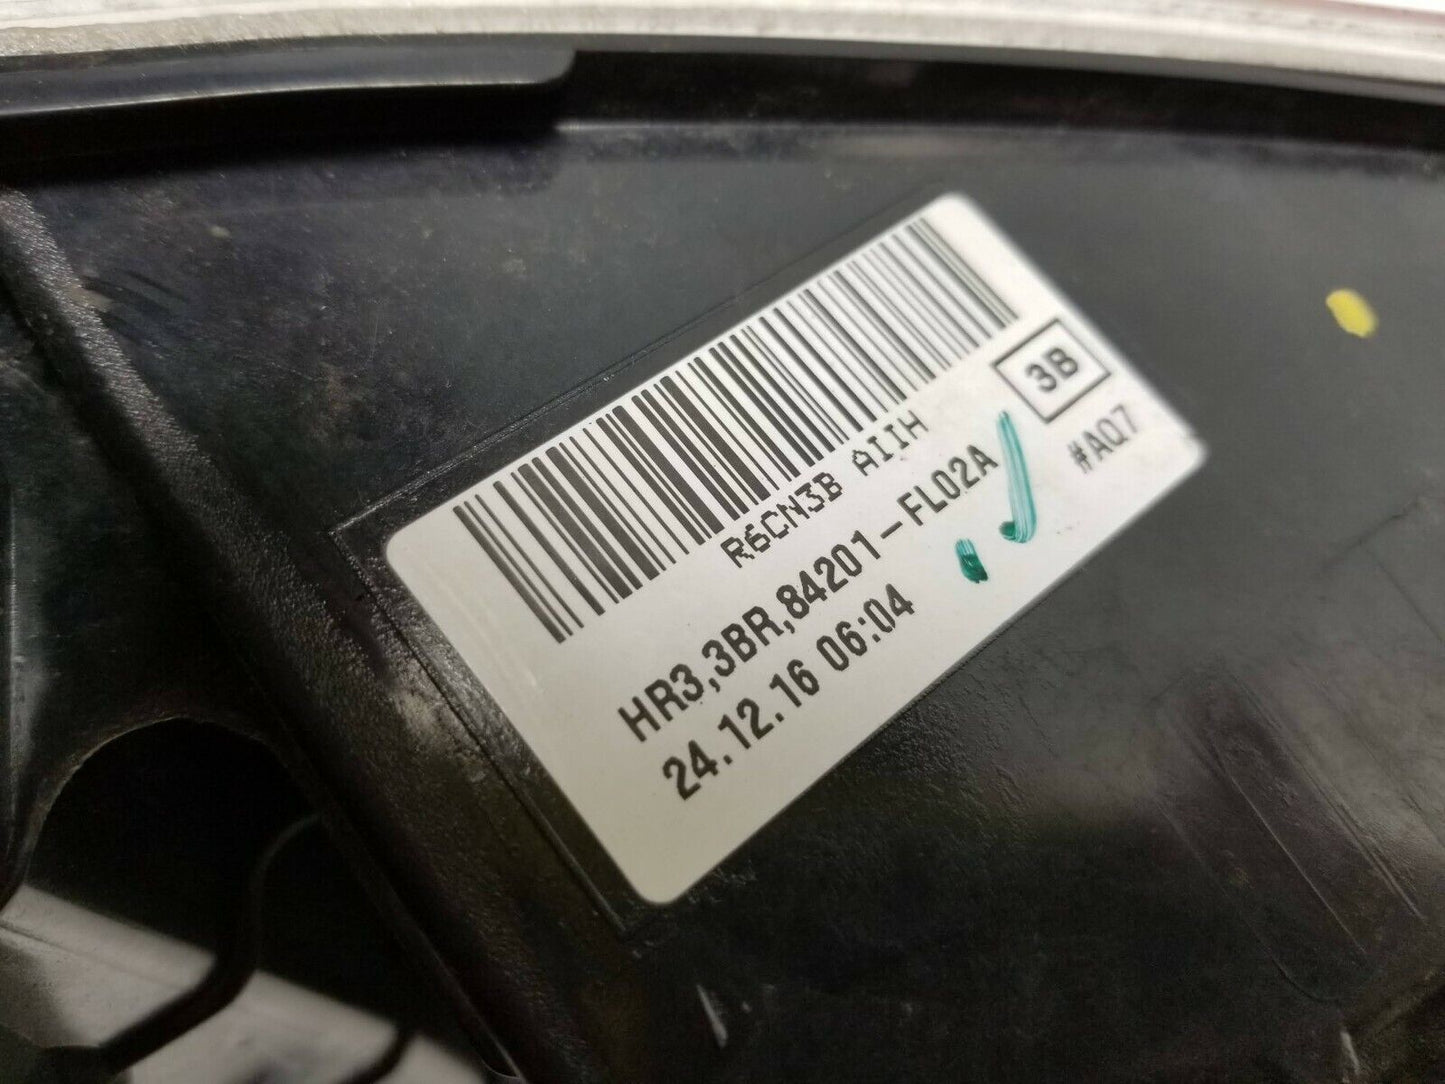 R6CN3B AIIH
3B
HR3,3BR,84201-FL02A
#AQ7
24.12.16 06:04